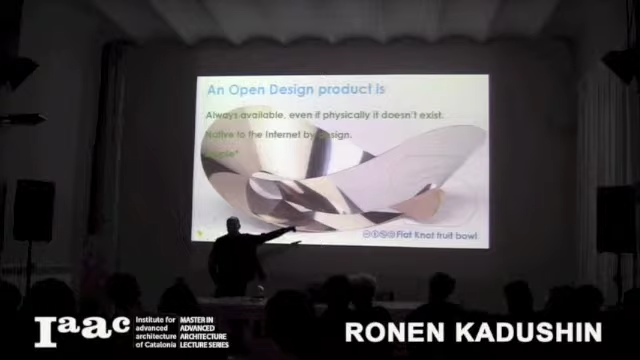 An Open Design product is
Always available, even if physically it doesn't exist.
Native to the Internet by Design.
Flat Knot fruit bowl
Iaac
Institute for
advanced
architecture
of Catalonia
MASTER IN
ADVANCED
ARCHITECTURE
LECTURE SERIES
RONEN KADUSHIN